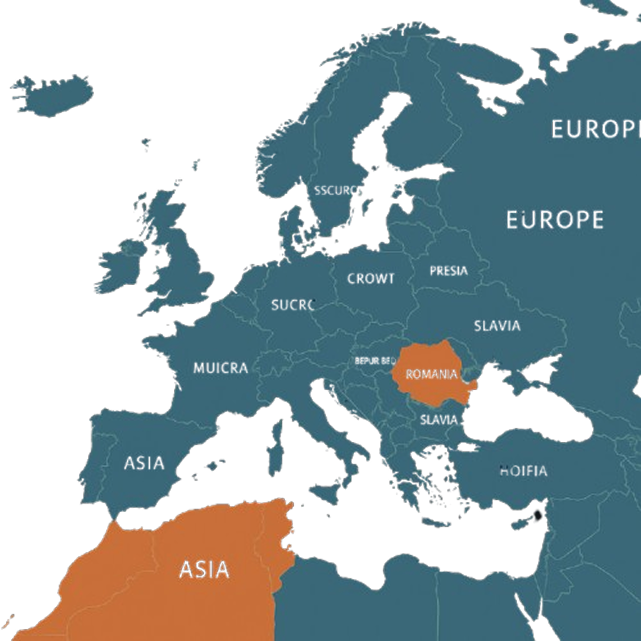 EUROPE
EUROPE
SSCURC
PRESIA
CROWT
SUCRC
SLAVIA
BEPUR BED
MUICRA
ROMANIA
SLAVIA
ASIA
HOIFIA
ASIA